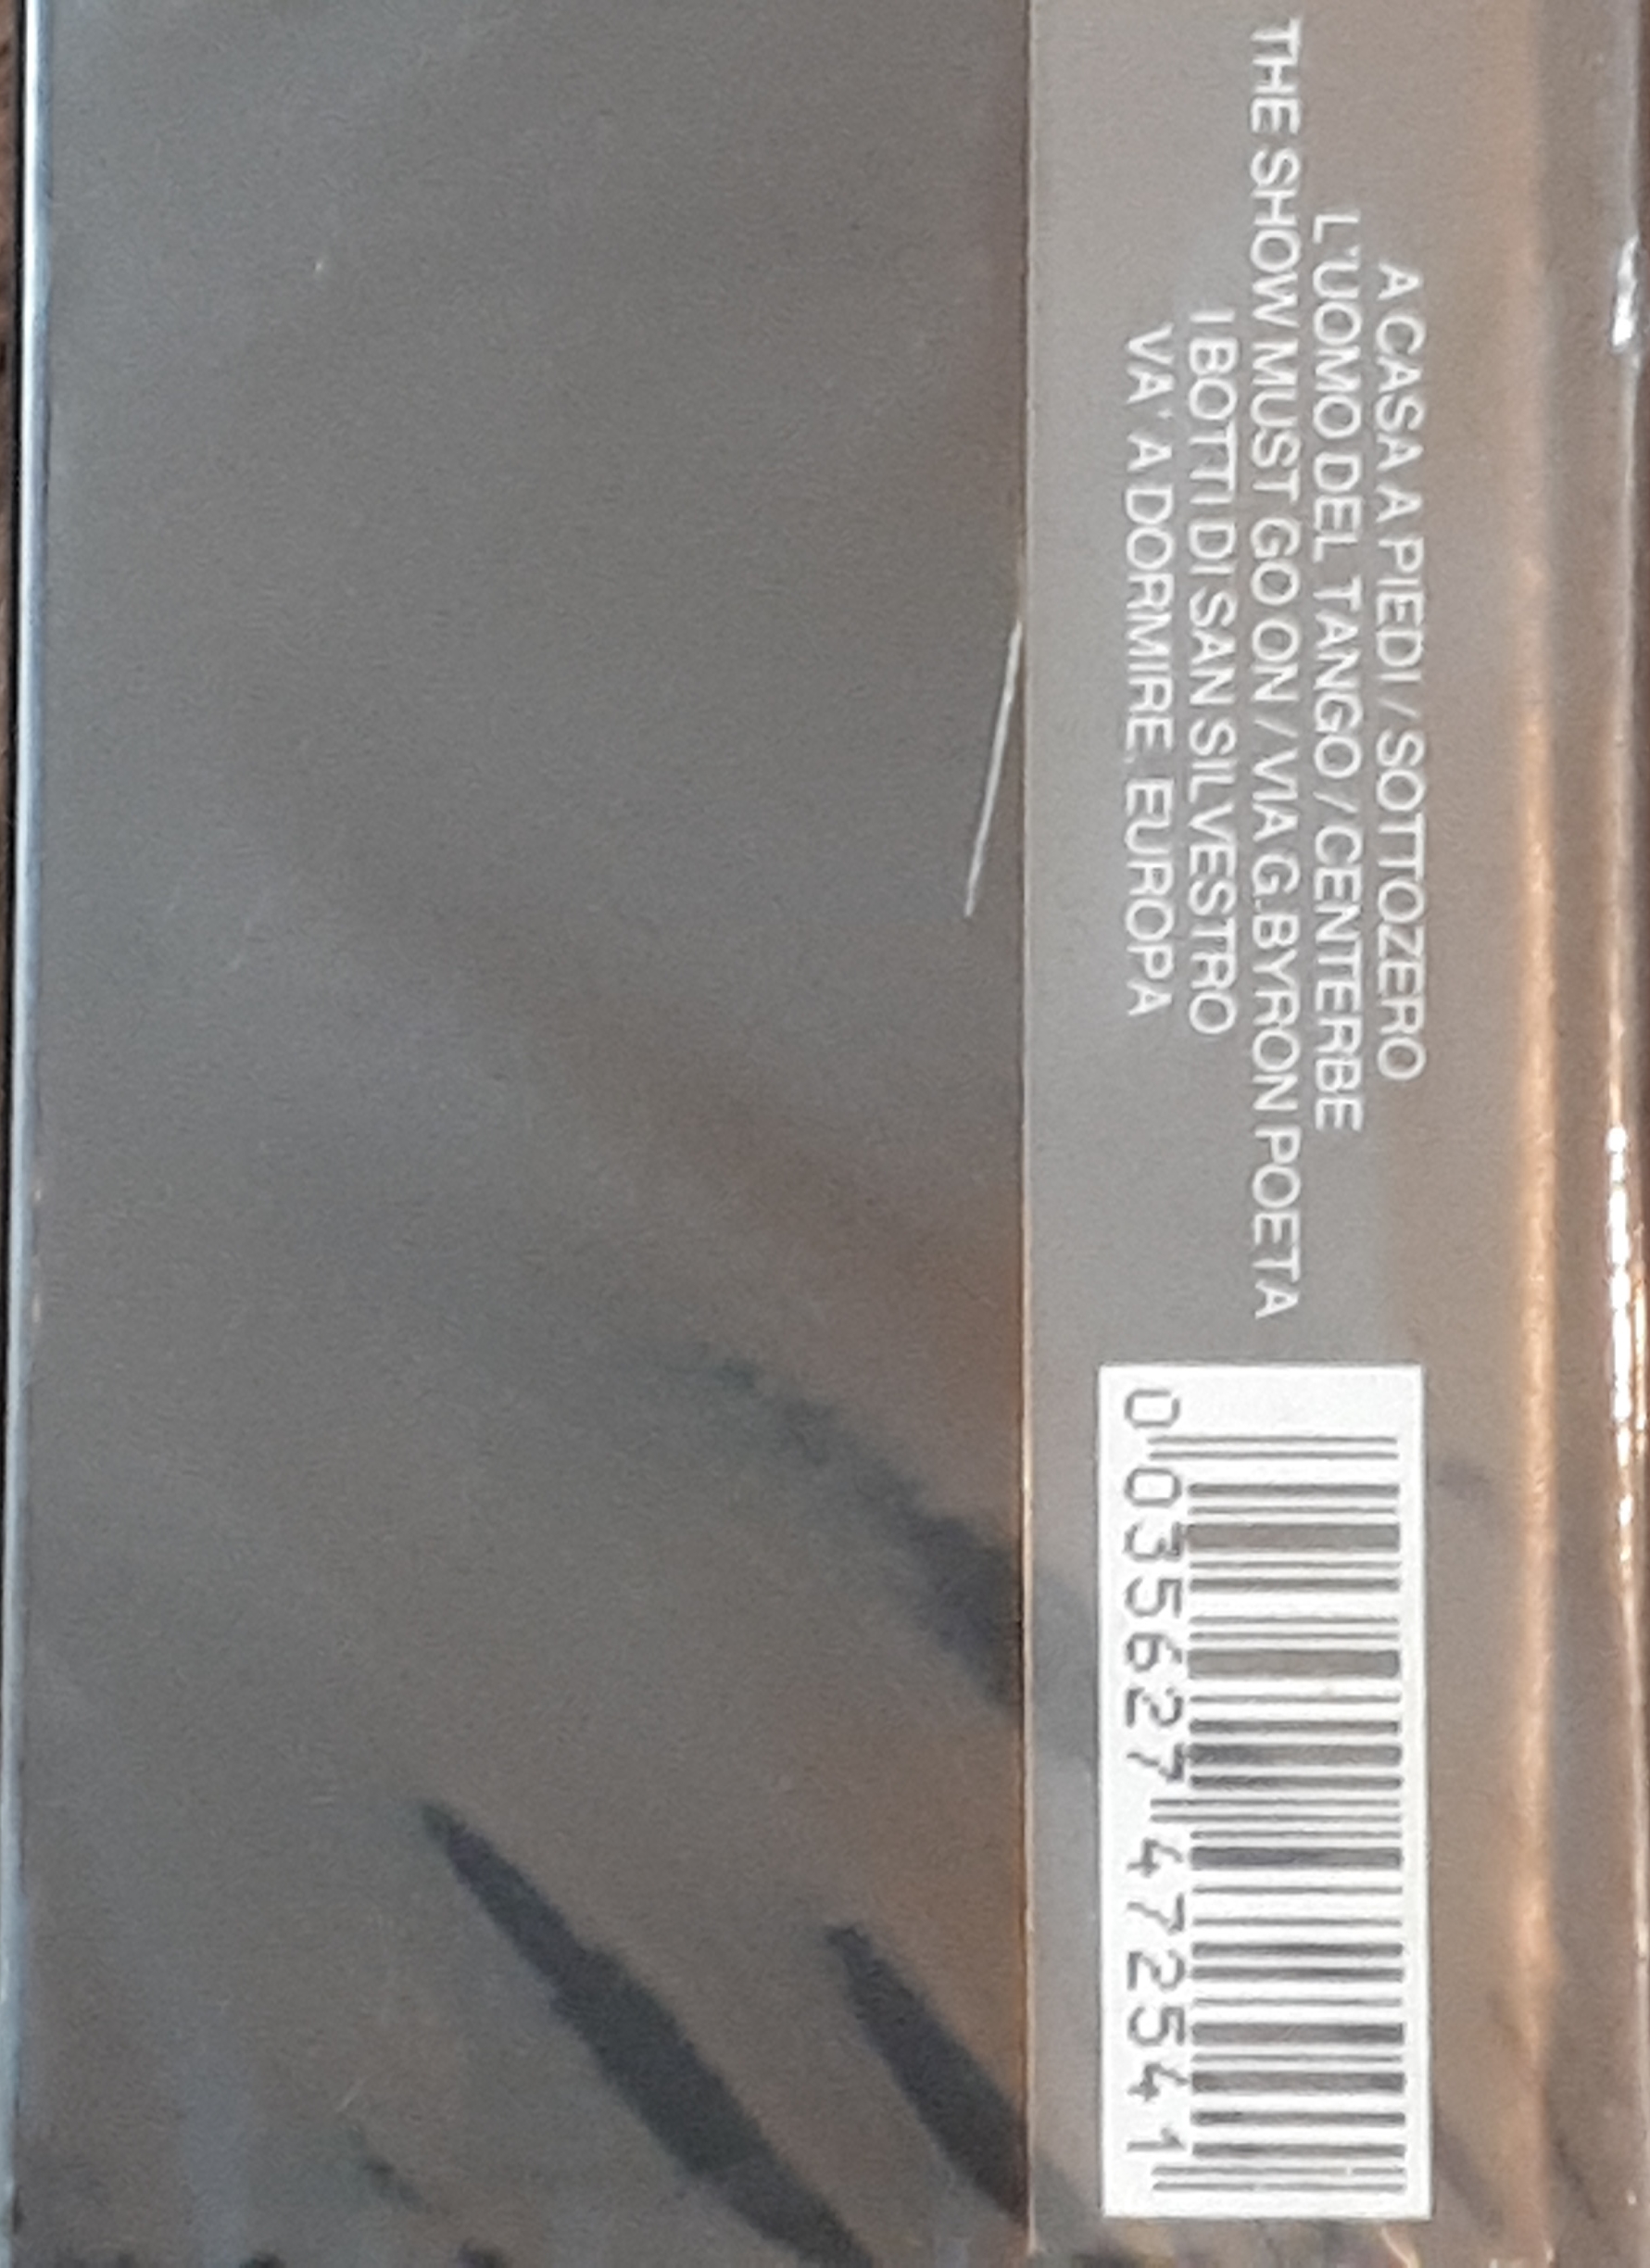 A CASA A PIEDI / SOTTOZERO
L'UOMO DEL TANGO / CENTERBE
THE SHOW MUST GO ON / VIA G.BYRON POETA
I BOTTI DI SAN SILVESTRO
VA' A DORMIRE, EUROPA
0 035627 472541